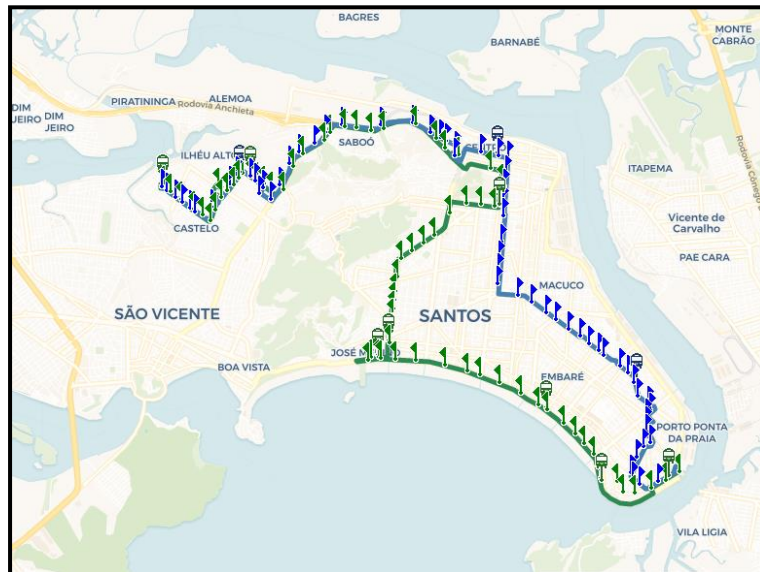 BAGRES
BARNABÉ
MONTE
CABRÃO
DIM
JEIRO
DIM
JEIRO
PIRATININGA
ALEMOA
Rodovia Anchieta
SABOÓ
ILHÉU ALTO
ITAPEMA
CASTELO
Vicente de
Carvalho
PAE CARA
MACUCO
SÃO VICENTE
SANTOS
BOA VISTA
EMBARÉ
PORTO PONTA
DA PRAIA
VILA LIGIA